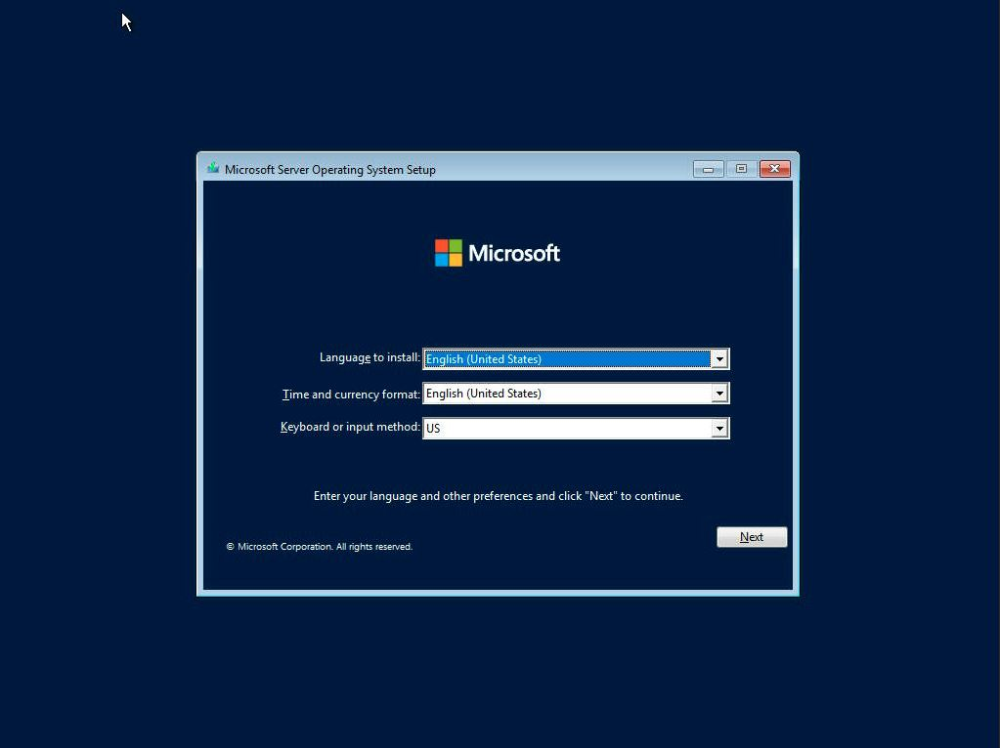 Microsoft Server Operating System Setup
Microsoft
Language to install: English (United States)
Time and currency format: English (United States)
Keyboard or input method: US
Enter your language and other preferences and click "Next" to continue.
Next
© Microsoft Corporation. All rights reserved.